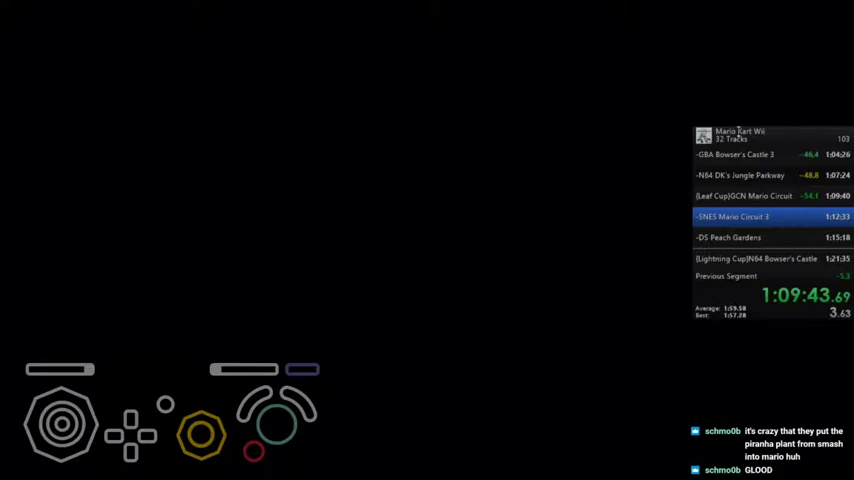 Mario Kart Wii
32 Tracks 103
-GBA Bowser's Castle 3 -46.4 1:04:26
-N64 DK's Jungle Parkway -48.8 1:07:24
(Leaf Cup)GCN Mario Circuit -54.1 1:09:40
-SNES Mario Circuit 3 1:12:33
-DS Peach Gardens 1:15:18
(Lightning Cup)N64 Bowser's Castle 1:21:35
Previous Segment -5.3
1:09:43.69
Average: 1:59.58
Best: 1:57.28
3.63
schmo0b it's crazy that they put the
piranha plant from smash
into mario huh
schmo0b GLOOD